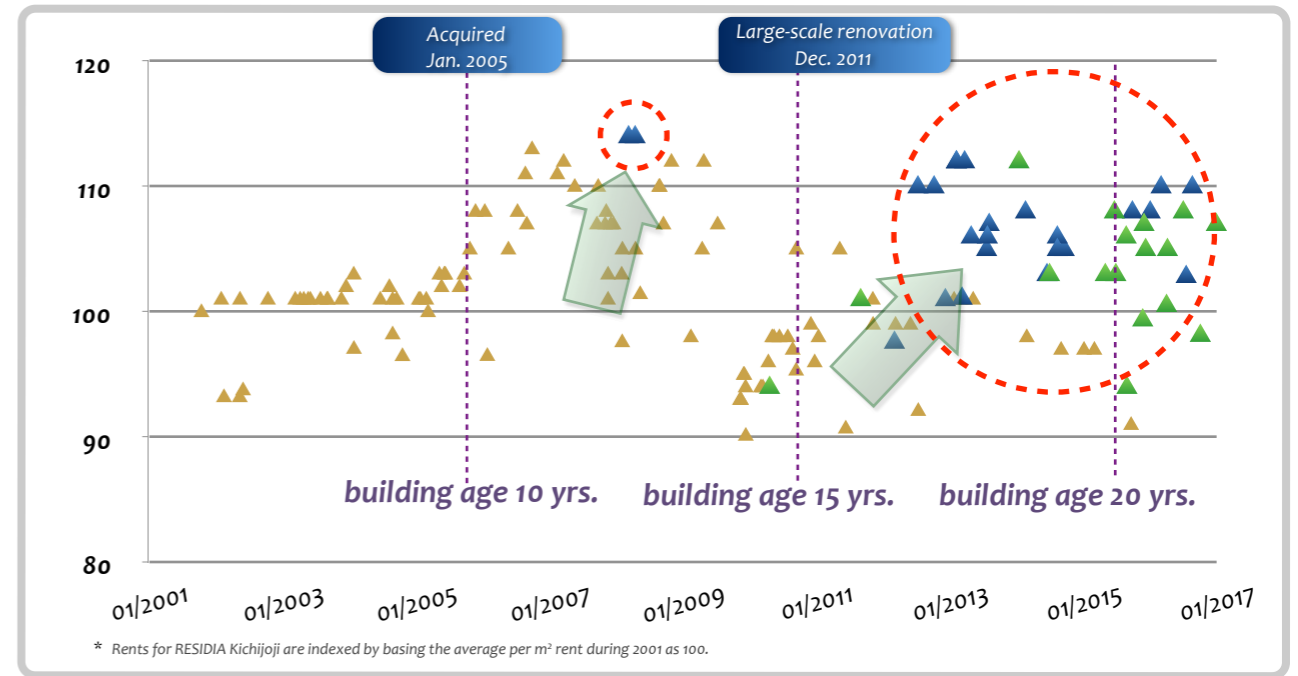 Acquired
Jan. 2005
Large-scale renovation
Dec. 2011
120
110
100
90
80
building age 10 yrs.
building age 15 yrs.
building age 20 yrs.
01/2001
01/2003
01/2005
01/2007
01/2009
01/2011
01/2013
01/2015
01/2017
* Rents for RESIDIA Kichijoji are indexed by basing the average per m² rent during 2001 as 100.